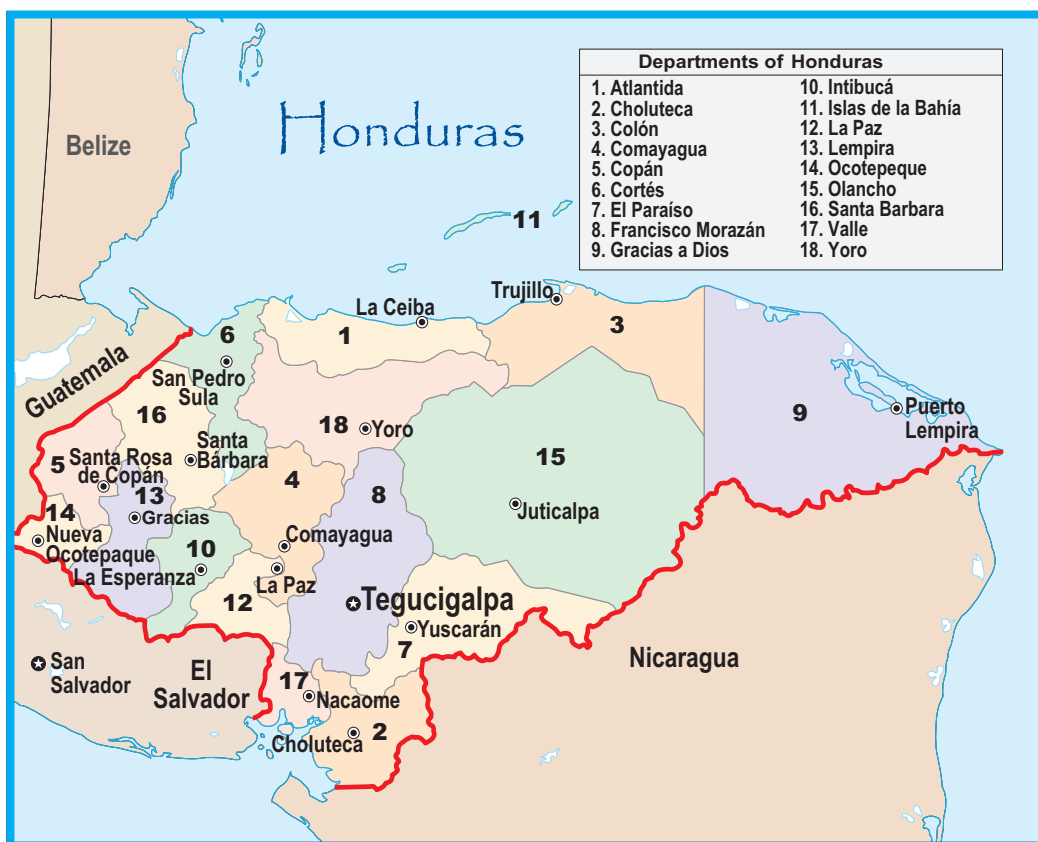 Honduras
Departments of Honduras
1. Atlantida
2. Choluteca
3. Colón
4. Comayagua
5. Copán
6. Cortés
7. El Paraíso
8. Francisco Morazán
9. Gracias a Dios
10. Intibucá
11. Islas de la Bahía
12. La Paz
13. Lempira
14. Ocotepeque
15. Olancho
16. Santa Barbara
17. Valle
18. Yoro
Belize
11
Trujillo
La Ceiba
6
1
3
Guatemala
San Pedro
Sula
16
18
Yoro
9
Puerto
Lempira
Santa
Bárbara
5
Santa Rosa
de Copán
13
4
8
15
14
Gracias
Juticalpa
Nueva
Ocotepaque
10
Comayagua
La Esperanza
La Paz
12
Tegucigalpa
Yuscarán
7
San
Salvador
El
Salvador
Nicaragua
17
Nacaome
2
Choluteca